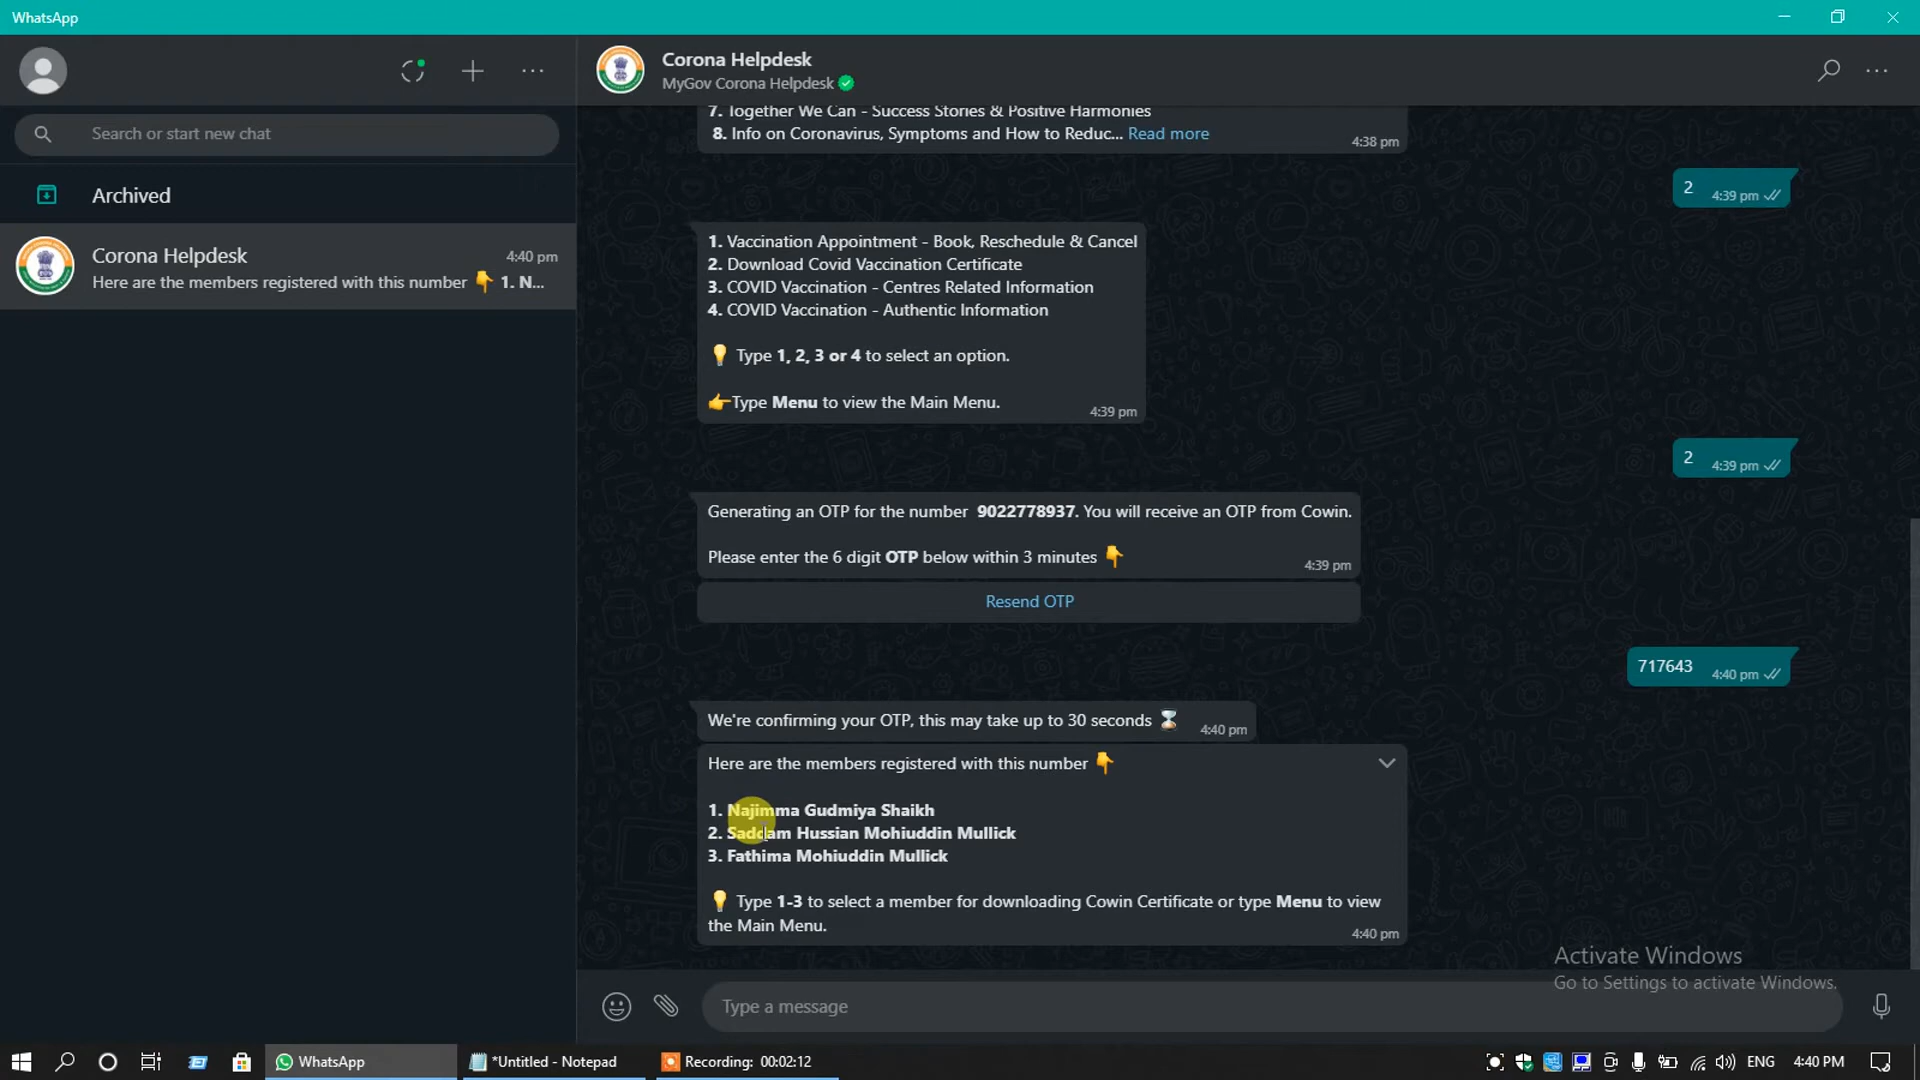 WhatsApp
Corona Helpdesk
MyGov Corona Helpdesk
Search or start new chat
Archived
Corona Helpdesk 4:40 pm
Here are the members registered with this number 👇 1. N...
7. Together We Can - Success Stories & Positive Harmonies
8. Info on Coronavirus, Symptoms and How to Reduc... Read more
4:38 pm
2 4:39 pm
1. Vaccination Appointment - Book, Reschedule & Cancel
2. Download Covid Vaccination Certificate
3. COVID Vaccination - Centres Related Information
4. COVID Vaccination - Authentic Information
💡 Type 1, 2, 3 or 4 to select an option.
👉Type Menu to view the Main Menu.
4:39 pm
2 4:39 pm
Generating an OTP for the number 9022778937. You will receive an OTP from Cowin.
Please enter the 6 digit OTP below within 3 minutes 👇
4:39 pm
Resend OTP
717643 4:40 pm
We're confirming your OTP, this may take up to 30 seconds ⌛ 4:40 pm
Here are the members registered with this number 👇
1. Najimma Gudmiya Shaikh
2. Saddam Hussian Mohiuddin Mullick
3. Fathima Mohiuddin Mullick
💡 Type 1-3 to select a member for downloading Cowin Certificate or type Menu to view
the Main Menu.
4:40 pm
Activate Windows
Go to Settings to activate Windows.
Type a message
WhatsApp
*Untitled - Notepad
Recording: 00:02:12
ENG
4:40 PM